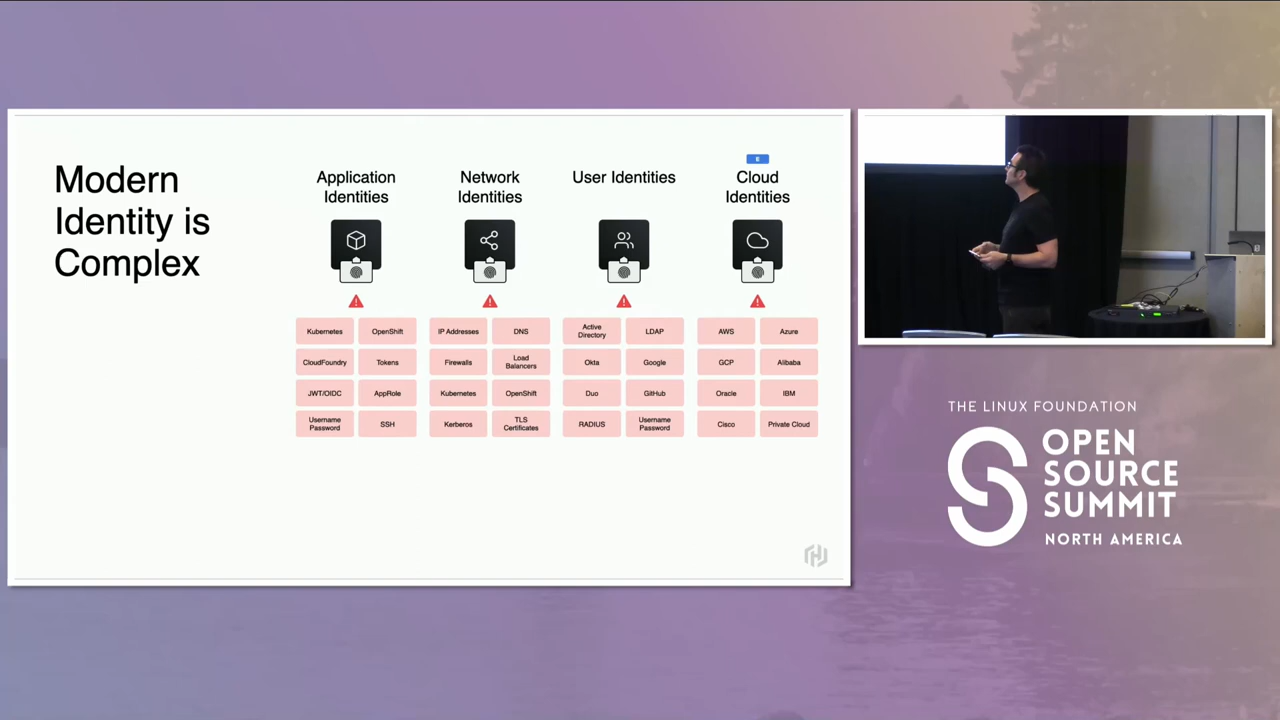 Modern
Identity is
Complex
Application
Identities
Kubernetes
OpenShift
CloudFoundry
Tokens
JWT/OIDC
AppRole
Username
Password
SSH
Network
Identities
IP Addresses
DNS
Firewalls
Load
Balancers
Kubernetes
OpenShift
Kerberos
TLS
Certificates
User Identities
Active
Directory
LDAP
Okta
Google
Duo
GitHub
RADIUS
Username
Password
E
Cloud
Identities
AWS
Azure
GCP
Alibaba
Oracle
IBM
Cisco
Private Cloud
THE LINUX FOUNDATION
OPEN
SOURCE
SUMMIT
NORTH AMERICA